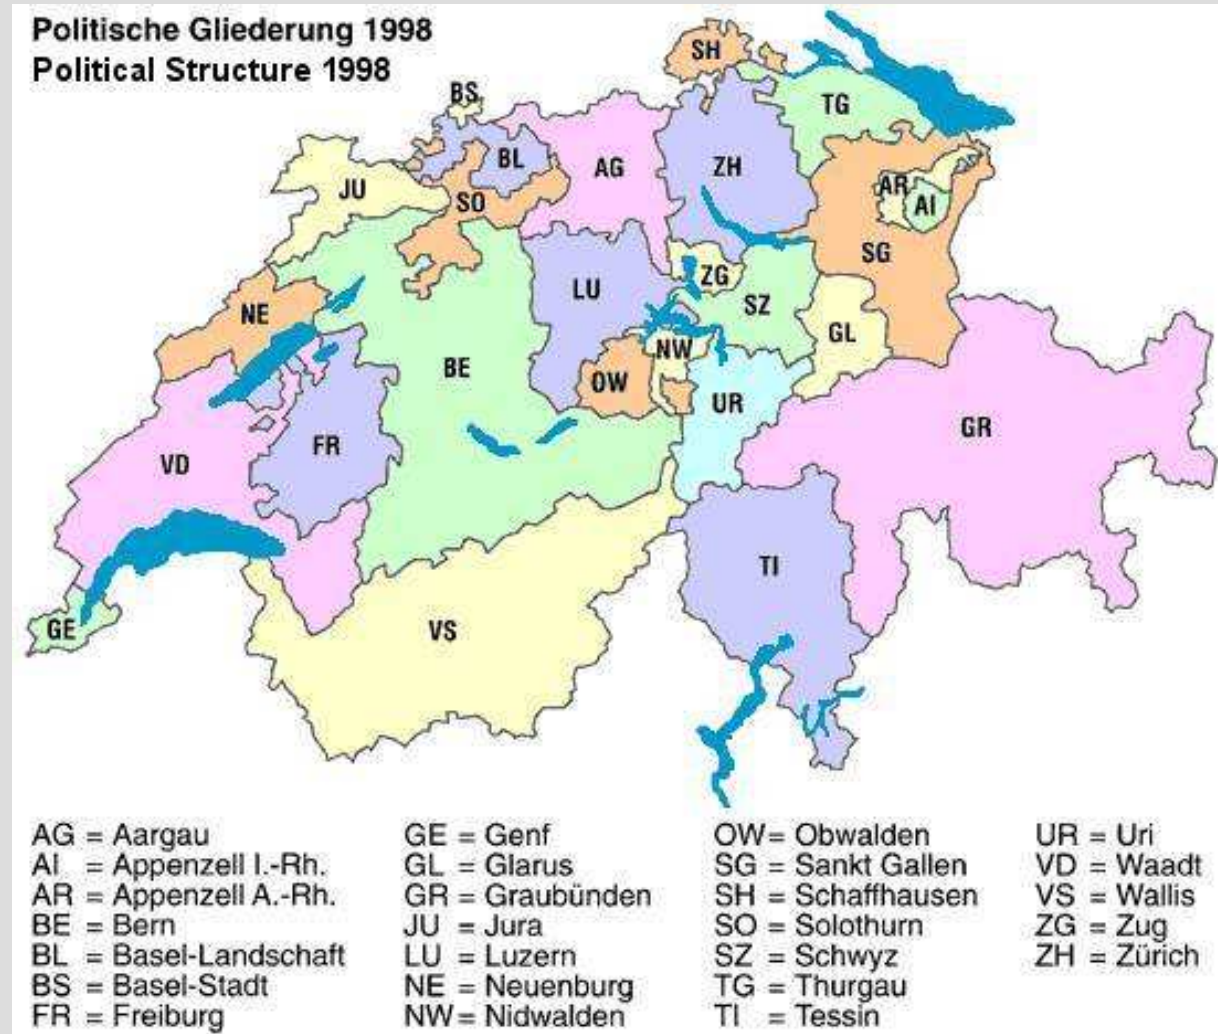 Politische Gliederung 1998
Political Structure 1998
SH
BS
TG
BL
AG
ZH
JU
SO
AR
AI
SG
ZG
LU
SZ
NE
GL
NW
BE
OW
UR
GR
FR
VD
TI
GE
VS
AG = Aargau
AI = Appenzell I.-Rh.
AR = Appenzell A.-Rh.
BE = Bern
BL = Basel-Landschaft
BS = Basel-Stadt
FR = Freiburg
GE = Genf
GL = Glarus
GR = Graubünden
JU = Jura
LU = Luzern
NE = Neuenburg
NW= Nidwalden
OW= Obwalden
SG = Sankt Gallen
SH = Schaffhausen
SO = Solothurn
SZ = Schwyz
TG = Thurgau
TI = Tessin
UR = Uri
VD = Waadt
VS = Wallis
ZG = Zug
ZH = Zürich